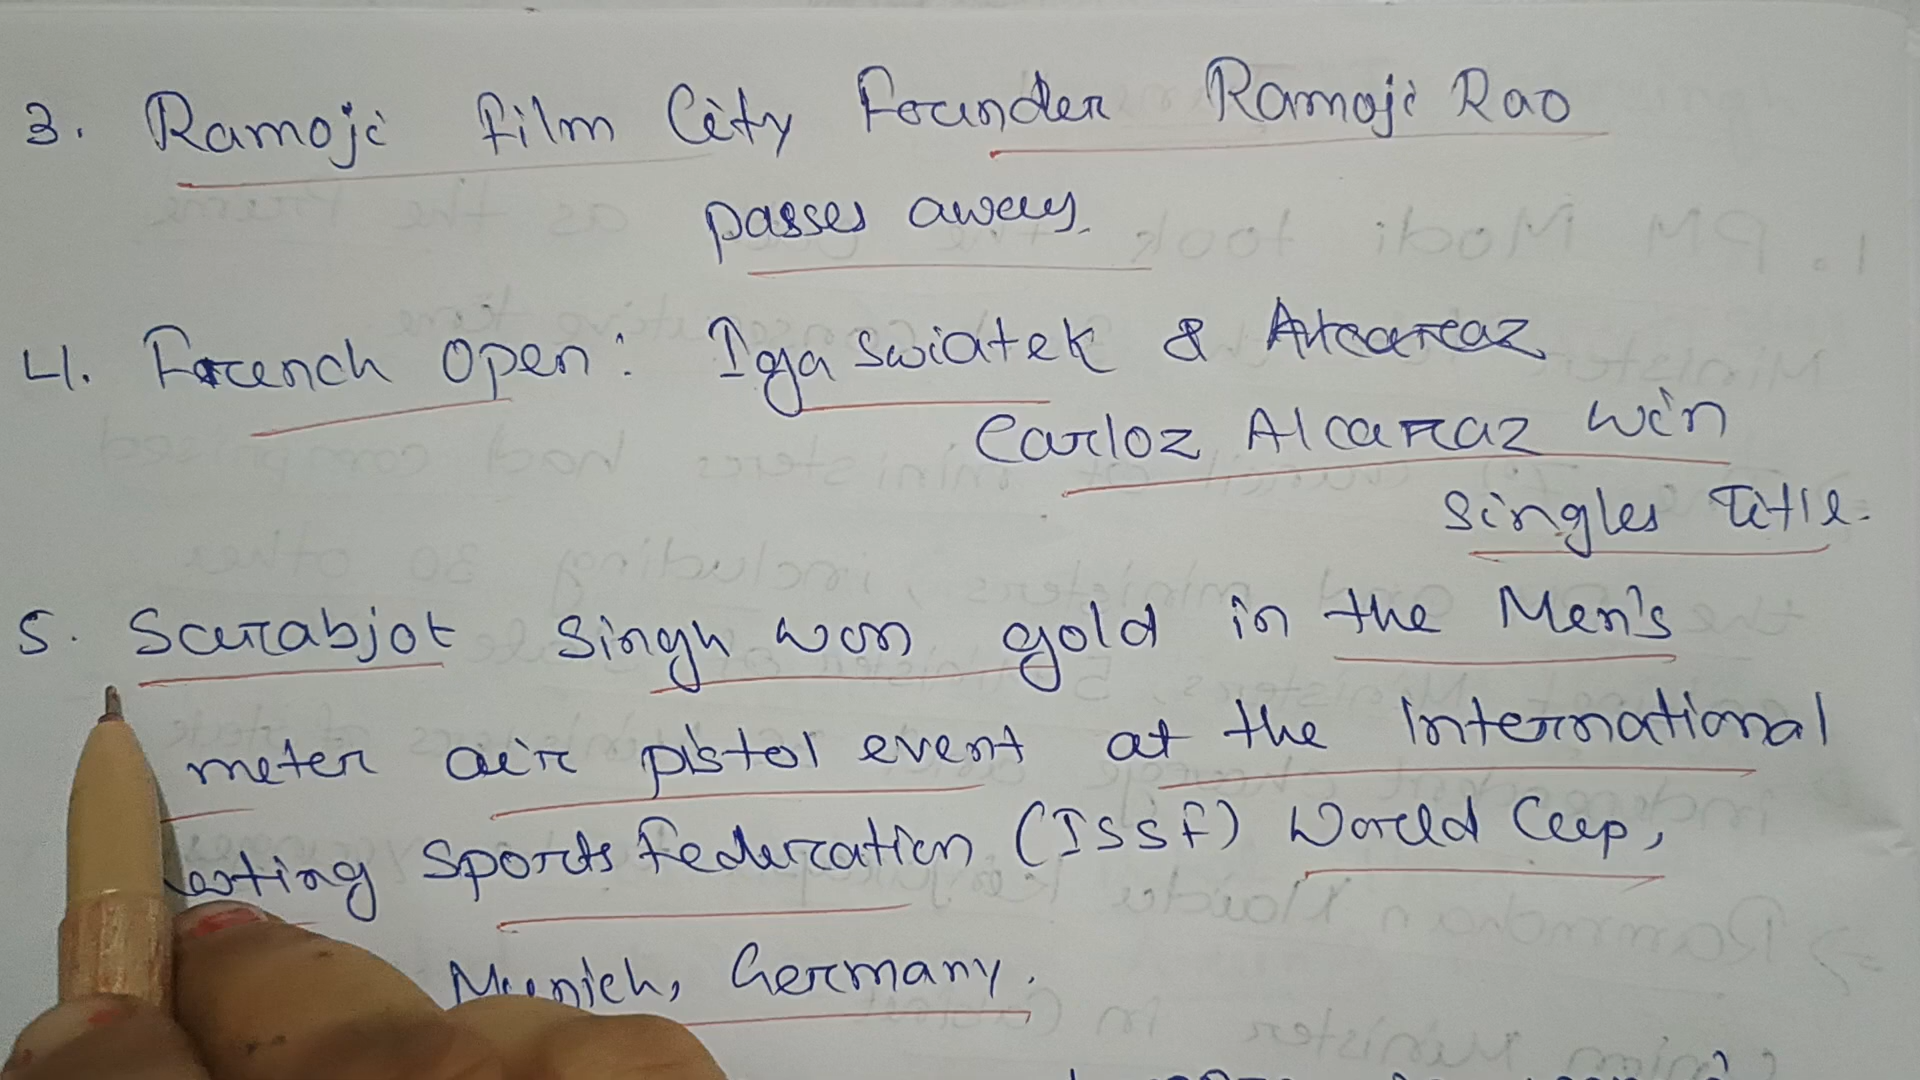 3. Ramoji film City Founder Ramoji Rao
passes away.
4. French Open: Iga Swiatek &
Carloz Alcaraz win
singles Title.
5. Sarabjot Singh won gold in the Men's
meter air pistol event at the International
Sports Federation (ISSF) World Cup,
Munich, Germany.